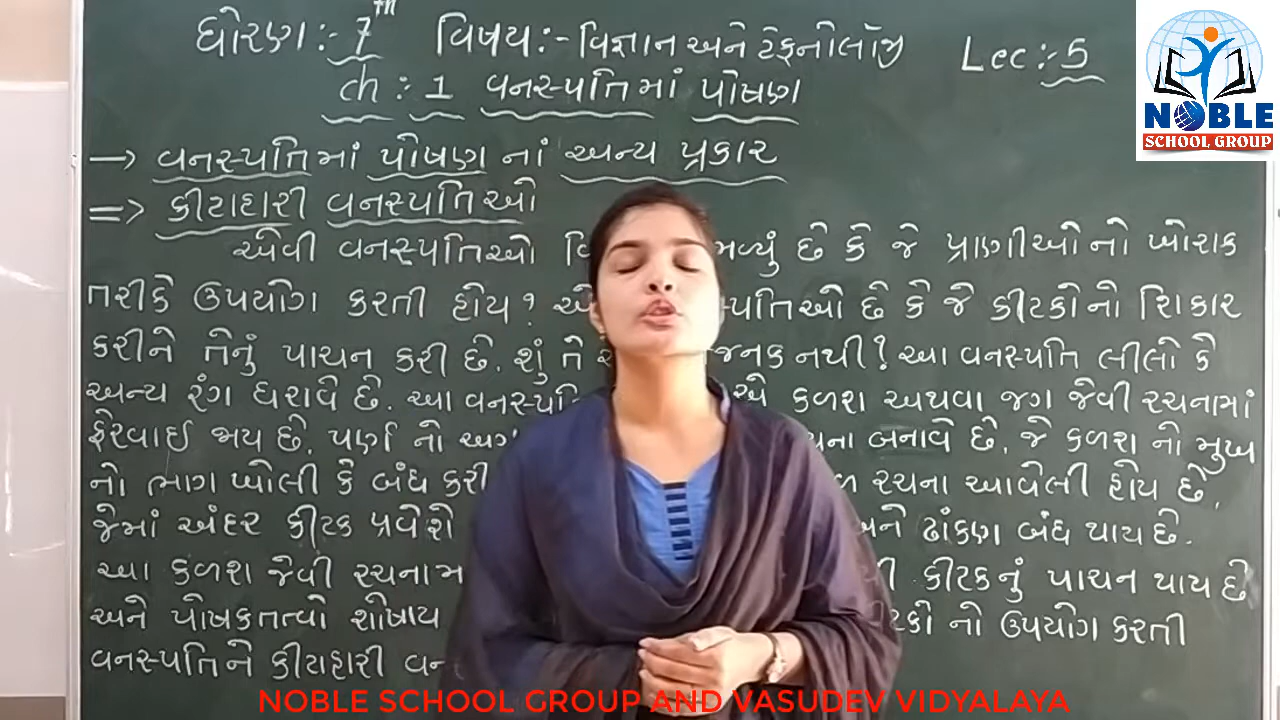 ધોરણ :- 7th વિષય :- વિજ્ઞાન અને ટેકનોલૉજી Lec :- 5
ch : 1 વનસ્પતિમાં પોષણ
NOBLE
SCHOOL GROUP
→ વનસ્પતિમાં પોષણ નાં અન્ય પ્રકાર
=> કીટાહારી વનસ્પતિઓ
એવી વનસ્પતિઓ મળ્યું છે કે જે પ્રાણીઓનો ખોરાક
તરીકે ઉપયોગ કરતી હોય? છે કે જે કીટકોનો શિકાર
કરીને તેનું પાચન કરી છે. શું તે નથી? આ વનસ્પતિ લીલો કે
અન્ય રંગ ધરાવે છે. આ કળશ અથવા જગ જેવી રચનામાં
ફેરવાઈ જાય છે. પર્ણ નો બનાવે છે. જે કળશ નો મુખ
નો ભાગ ખોલી કે બંધ કરી રચના આવેલી હોય છે.
જેમાં અંદર કીટક પ્રવેશે અને ઢાંકણ બંધ થાય છે.
આ કળશ જેવી કીટકનું પાચન થાય છે
અને પોષકતત્વો શોષાય નો ઉપયોગ કરતી
વનસ્પતિને કીટાહારી
NOBLE SCHOOL GROUP AND VASUDEV VIDYALAYA